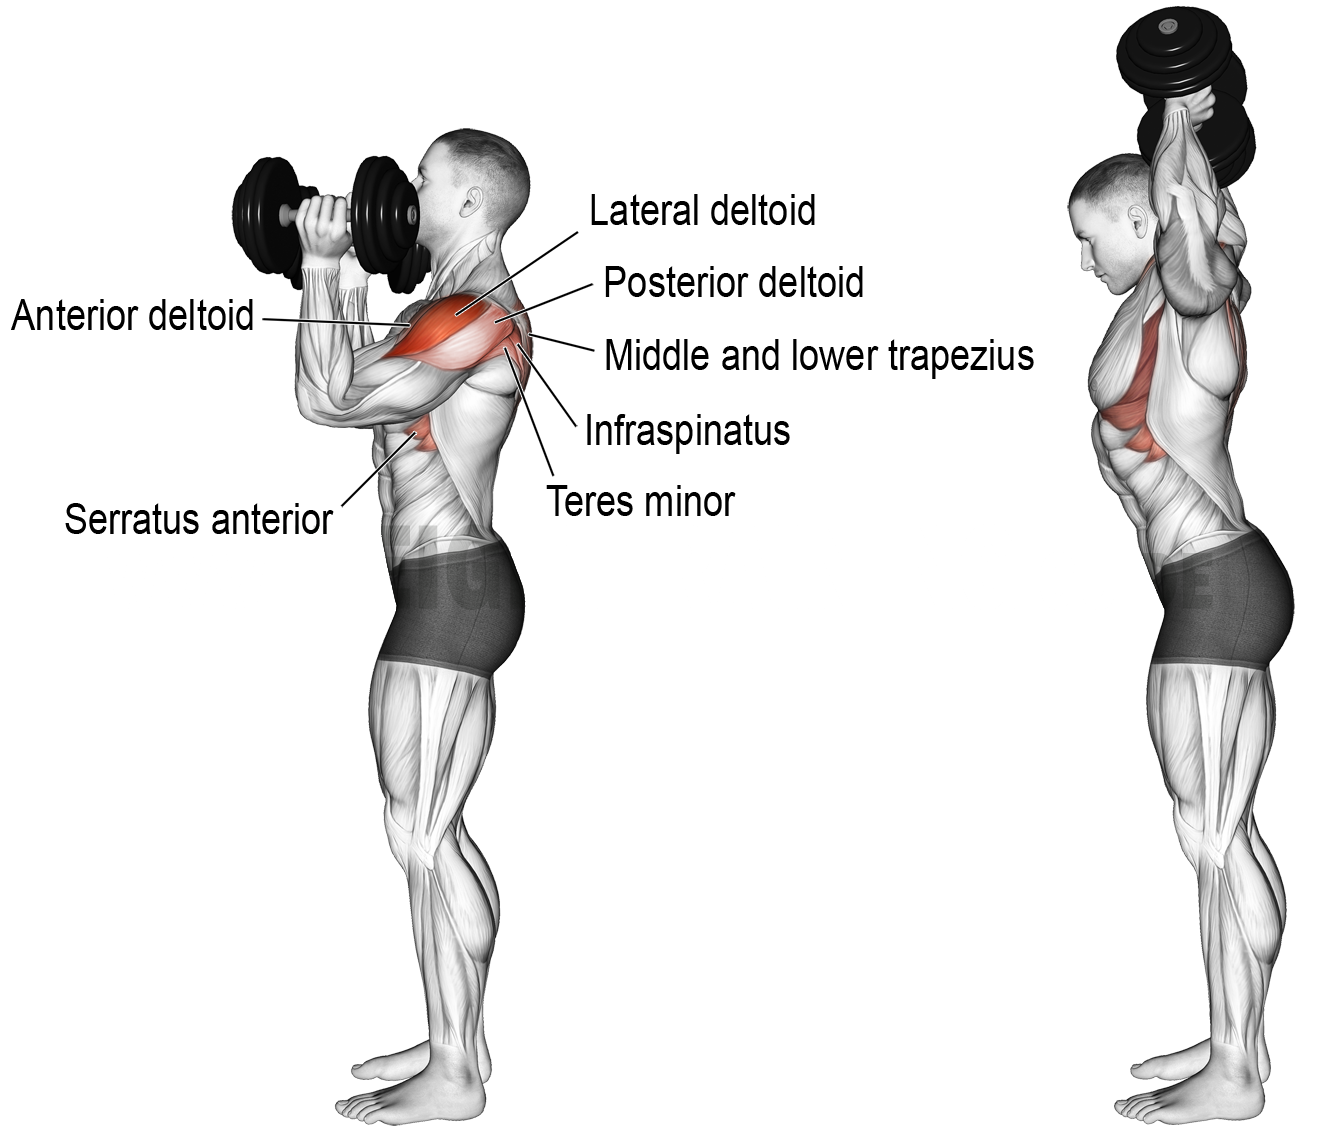 Lateral deltoid
Posterior deltoid
Anterior deltoid
Middle and lower trapezius
Infraspinatus
Teres minor
Serratus anterior